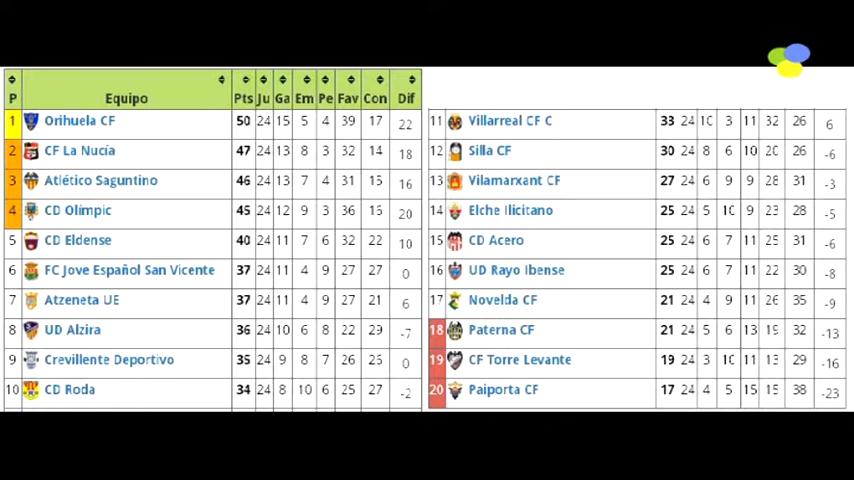 P Equipo Pts Ju Ga Em Pe Fav Con Dif
1 Orihuela CF 50 24 15 5 4 39 17 22
2 CF La Nucía 47 24 13 8 3 32 14 18
3 Atlético Saguntino 46 24 13 7 4 31 15 16
4 CD Olímpic 45 24 12 9 3 36 16 20
5 CD Eldense 40 24 11 7 6 32 22 10
6 FC Jove Español San Vicente 37 24 11 4 9 27 27 0
7 Atzeneta UE 37 24 11 4 9 27 21 6
8 UD Alzira 36 24 10 6 8 22 29 -7
9 Crevillente Deportivo 35 24 9 8 7 26 26 0
10 CD Roda 34 24 8 10 6 25 27 -2
11 Villarreal CF C 33 24 10 3 11 32 26 6
12 Silla CF 30 24 8 6 10 20 26 -6
13 Vilamarxant CF 27 24 6 9 9 28 31 -3
14 Elche Ilicitano 25 24 5 10 9 23 28 -5
15 CD Acero 25 24 6 7 11 25 31 -6
16 UD Rayo Ibense 25 24 6 7 11 22 30 -8
17 Novelda CF 21 24 4 9 11 26 35 -9
18 Paterna CF 21 24 5 6 13 19 32 -13
19 CF Torre Levante 19 24 3 10 11 13 29 -16
20 Paiporta CF 17 24 4 5 15 15 38 -23